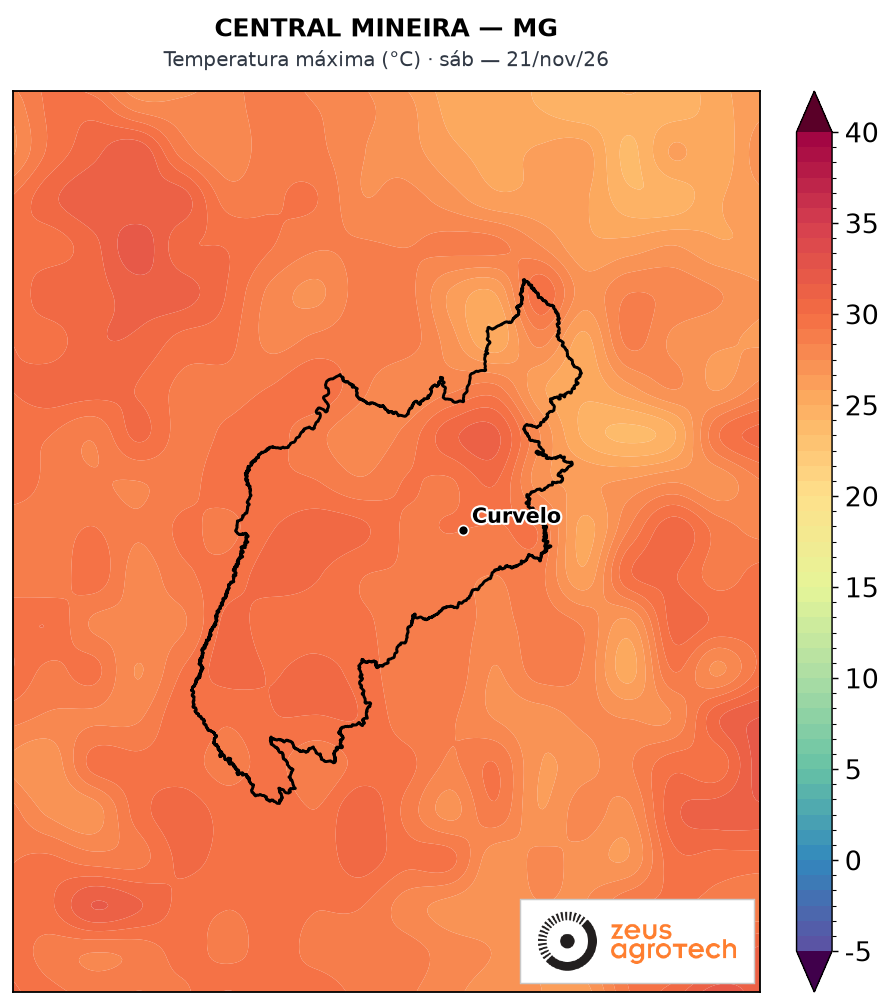 CENTRAL MINEIRA — MG
Temperatura máxima (°C) · sáb — 21/nov/26
40
35
30
25
20
15
10
5
0
-5
Curvelo
zeus
agrotech